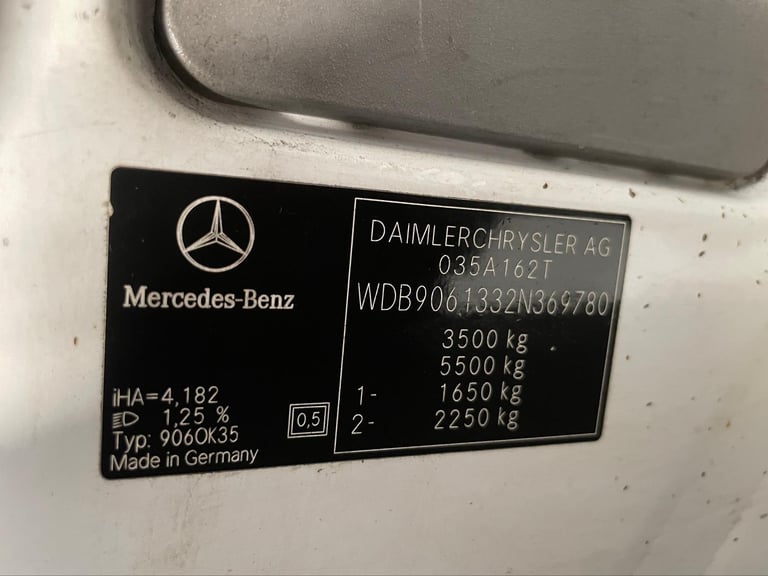 Mercedes-Benz
iHA=4,182
1,25 %
Typ: 906OK35
Made in Germany
0,5
DAIMLERCHRYSLER AG
035A162T
WDB9061332N369780
3500 kg
5500 kg
1- 1650 kg
2- 2250 kg